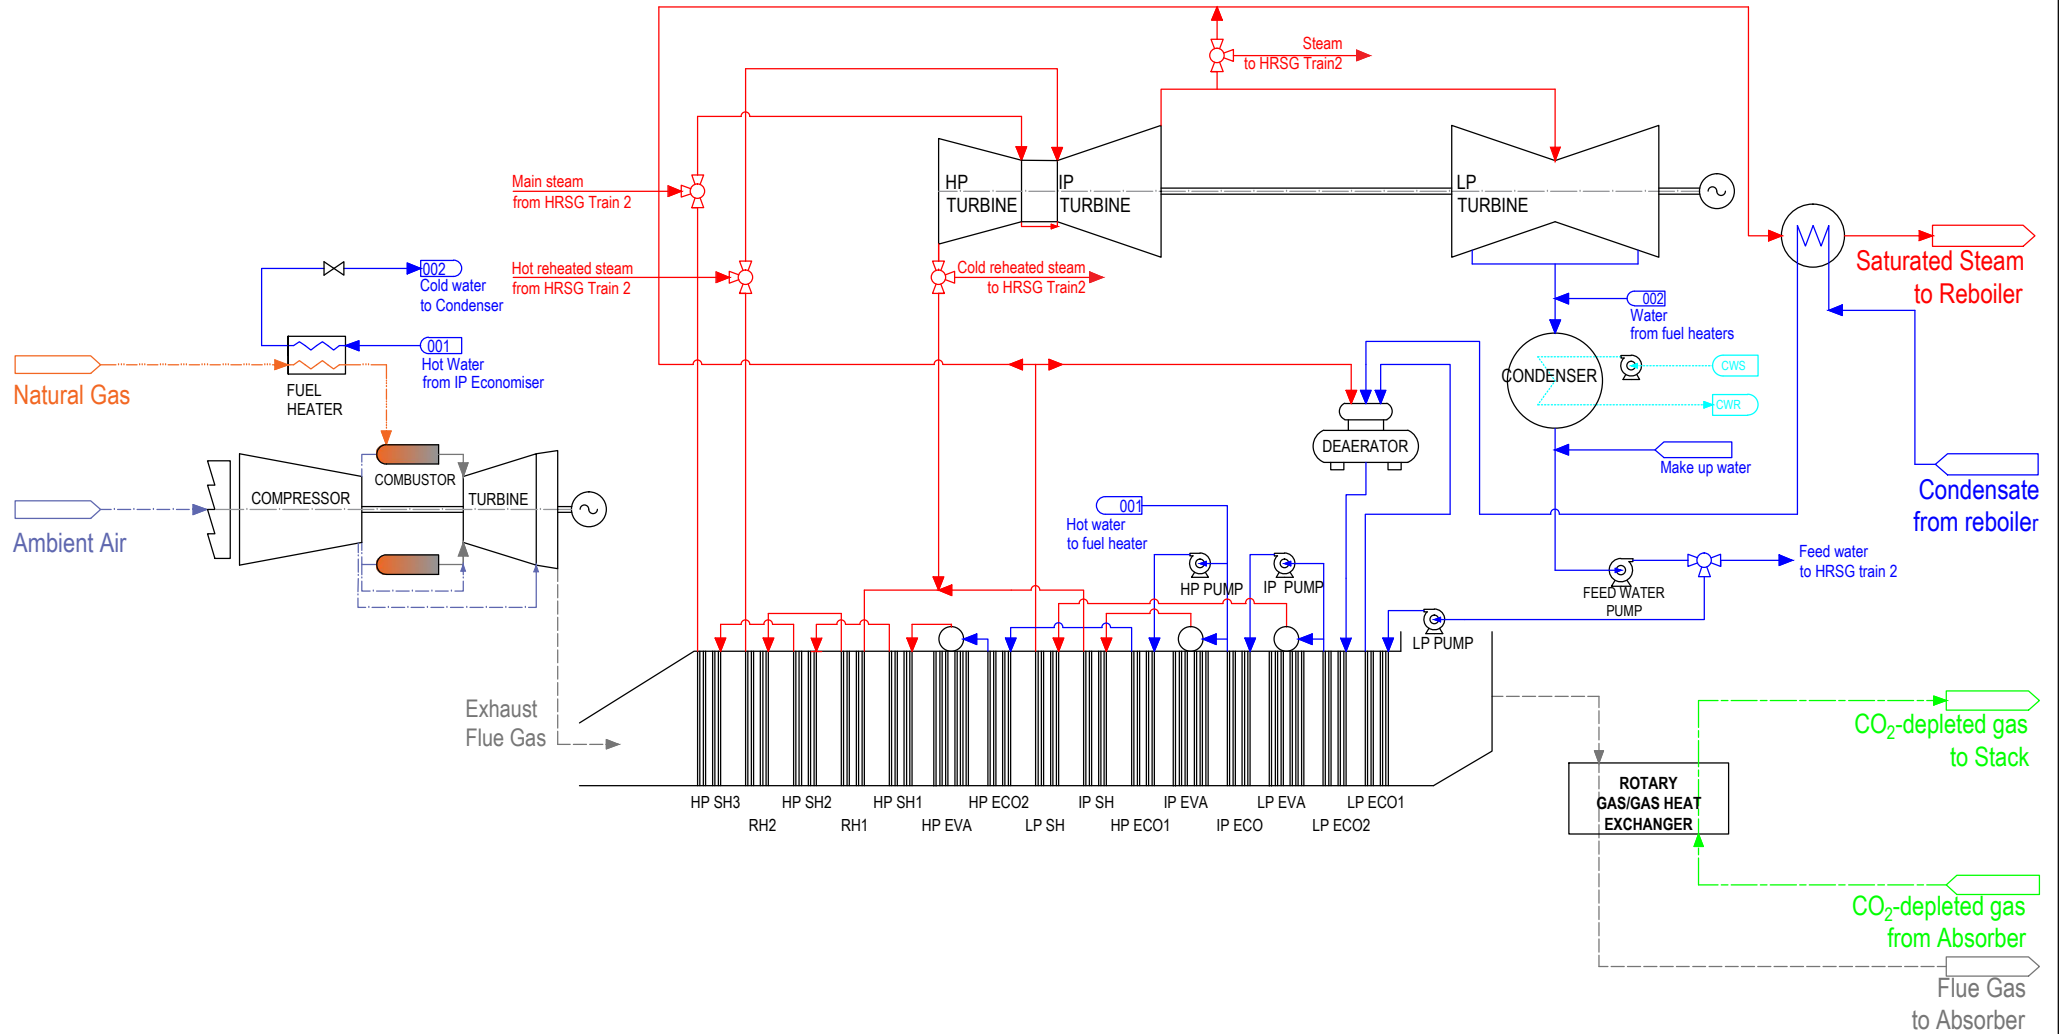 Steam
to HRSG Train2
Main steam
from HRSG Train 2
HP
TURBINE
IP
TURBINE
LP
TURBINE
Hot reheated steam
from HRSG Train 2
Cold reheated steam
to HRSG Train2
Saturated Steam
to Reboiler
002
Cold water
to Condenser
002
Water
from fuel heaters
001
Hot Water
from IP Economiser
FUEL
HEATER
Natural Gas
CONDENSER
CWS
CWR
DEAERATOR
Make up water
Condensate
from reboiler
COMBUSTOR
COMPRESSOR
TURBINE
Ambient Air
001
Hot water
to fuel heater
HP PUMP
IP PUMP
FEED WATER
PUMP
Feed water
to HRSG train 2
LP PUMP
Exhaust
Flue Gas
HP SH3
HP SH2
HP SH1
HP ECO2
IP SH
IP EVA
LP EVA
LP ECO1
RH2
RH1
HP EVA
LP SH
HP ECO1
IP ECO
LP ECO2
CO₂-depleted gas
to Stack
ROTARY
GAS/GAS HEAT
EXCHANGER
CO₂-depleted gas
from Absorber
Flue Gas
to Absorber